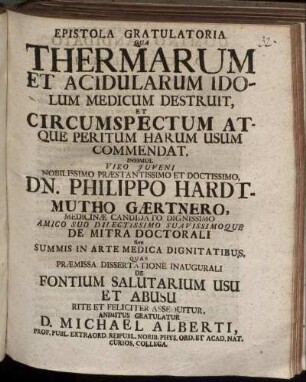 EPISTOLA GRATULATORIA
QUA
THERMARUM
ET ACIDULARUM IDO-
LUM MEDICUM DESTRUIT,
ET
CIRCUMSPECTUM AT-
QUE PERITUM HARUM USUM
COMMENDAT,
INSIMUL
VIRO JUVENI
NOBILISSIMO PRÆSTANTISSIMO ET DOCTISSIMO,
DN. PHILIPPO HARDT-
MUTHO GÆRTNERO,
MEDICINÆ CANDIDATO DIGNISSIMO
AMICO SUO DILECTISSIMO SUAVISSIMOQUE
DE MITRA DOCTORALI
SEU
SUMMIS IN ARTE MEDICA DIGNITATIBUS,
QUAS
PRÆMISSA DISSERTATIONE INAUGURALI
DE
FONTIUM SALUTARIUM USU
ET ABUSU
RITE ET FELICITER ASSEQUITUR,
ANIMITUS GRATULATUR
D. MICHAEL ALBERTI,
PROF. PUBL. EXTRAORD. REIPUBL. NORIB. PHYS. ORD. ET ACAD. NAT.
CURIOS. COLLEGA.